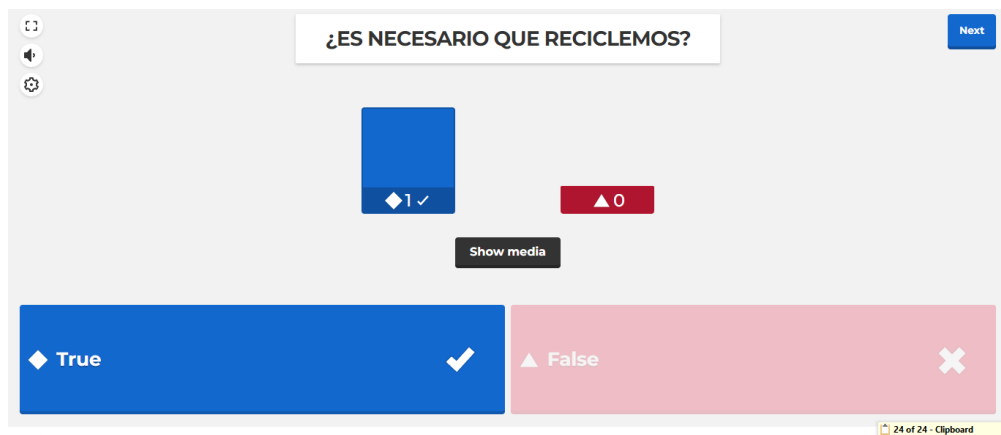 ¿ES NECESARIO QUE RECICLEMOS?
Next
1
0
Show media
True
False
24 of 24 - Clipboard